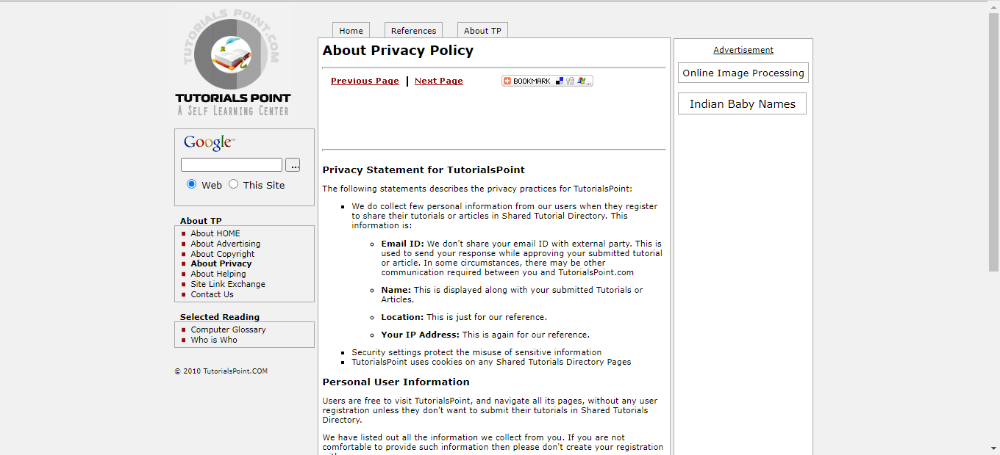 TUTORIALS POINT.COM
TUTORIALS POINT
A Self Learning Center
Google™
...
Web
This Site
About TP
About HOME
About Advertising
About Copyright
About Privacy
About Helping
Site Link Exchange
Contact Us
Selected Reading
Computer Glossary
Who is Who
© 2010 TutorialsPoint.COM
Home
References
About TP
About Privacy Policy
Previous Page | Next Page
BOOKMARK
...
Privacy Statement for TutorialsPoint
The following statements describes the privacy practices for TutorialsPoint:
We do collect few personal information from our users when they register
to share their tutorials or articles in Shared Tutorial Directory. This
information is:
Email ID: We don't share your email ID with external party. This is
used to send your response while approving your submitted tutorial
or article. In some circumstances, there may be other
communication required between you and TutorialsPoint.com
Name: This is displayed along with your submitted Tutorials or
Articles.
Location: This is just for our reference.
Your IP Address: This is again for our reference.
Security settings protect the misuse of sensitive information
TutorialsPoint uses cookies on any Shared Tutorials Directory Pages
Personal User Information
Users are free to visit TutorialsPoint, and navigate all its pages, without any user
registration unless they don't want to submit their tutorials in Shared Tutorials
Directory.
We have listed out all the information we collect from you. If you are not
comfortable to provide such information then please don't create your registration
Advertisement
Online Image Processing
Indian Baby Names